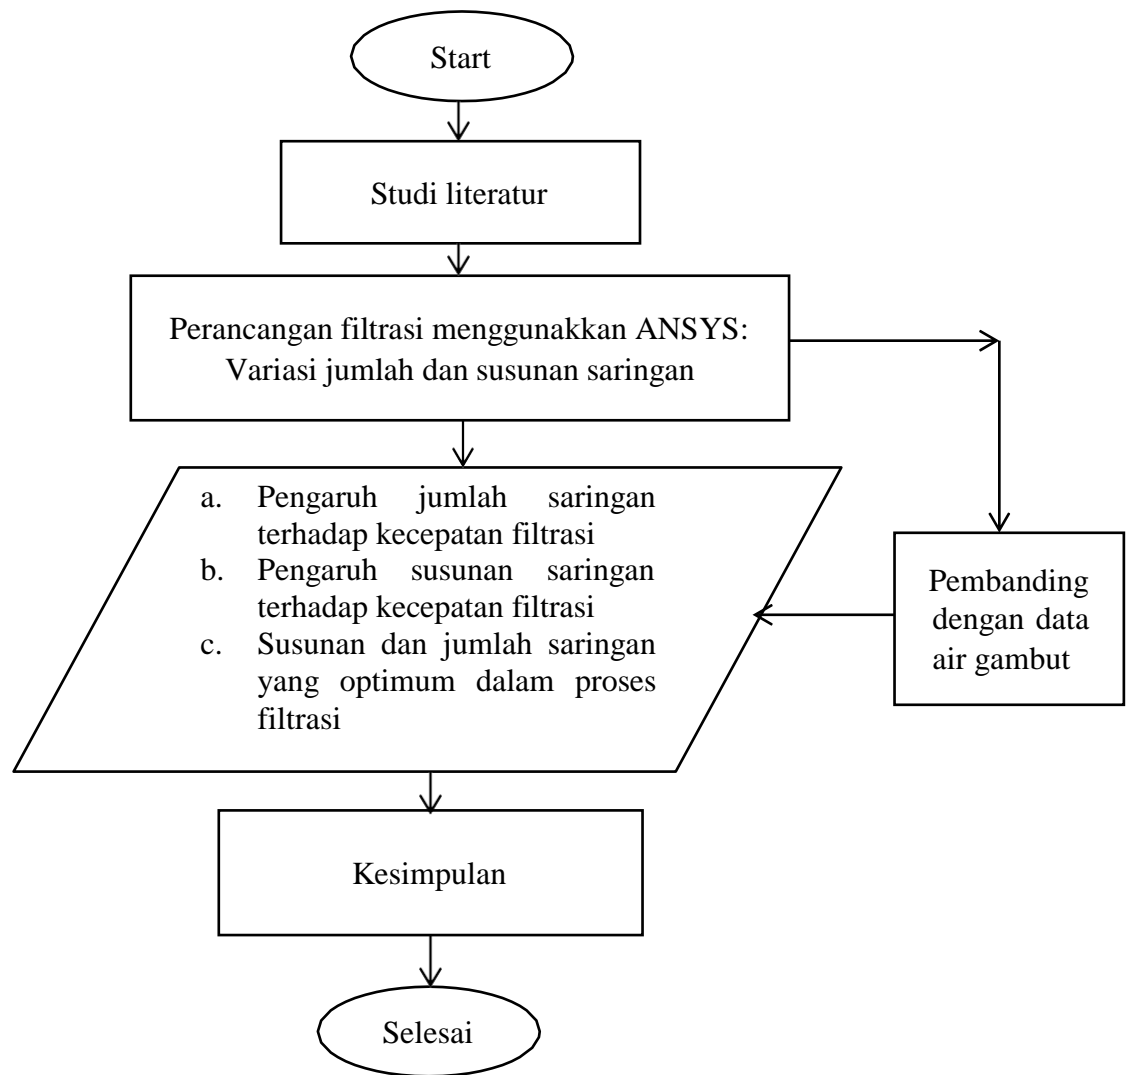 Start
Studi literatur
Perancangan filtrasi menggunakkan ANSYS:
Variasi jumlah dan susunan saringan
a. Pengaruh jumlah saringan
terhadap kecepatan filtrasi
b. Pengaruh susunan saringan
terhadap kecepatan filtrasi
c. Susunan dan jumlah saringan
yang optimum dalam proses
filtrasi
Pembanding
dengan data
air gambut
Kesimpulan
Selesai